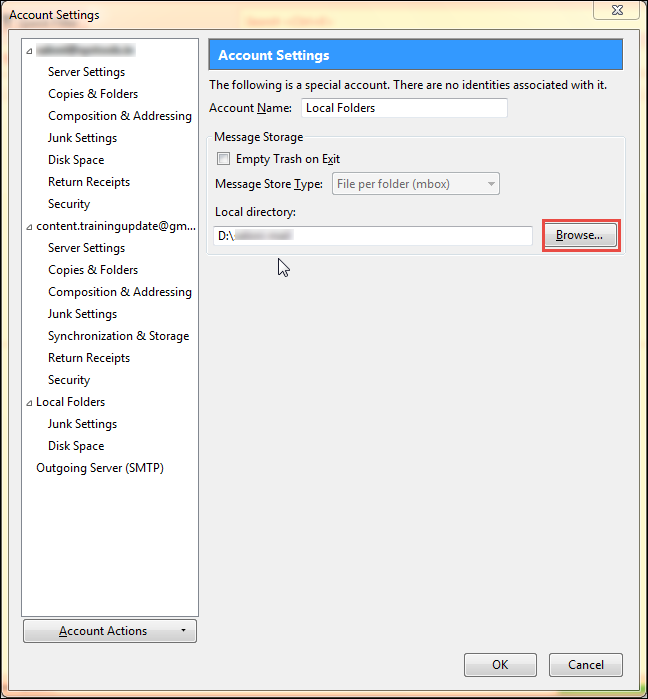 Account Settings
Server Settings
Copies & Folders
Composition & Addressing
Junk Settings
Disk Space
Return Receipts
Security
content.trainingupdate@gm...
Server Settings
Copies & Folders
Composition & Addressing
Junk Settings
Synchronization & Storage
Return Receipts
Security
Local Folders
Junk Settings
Disk Space
Outgoing Server (SMTP)
Account Actions
Account Settings
The following is a special account. There are no identities associated with it.
Account Name: Local Folders
Message Storage
Empty Trash on Exit
Message Store Type: File per folder (mbox)
Local directory:
D:\
Browse...
OK
Cancel